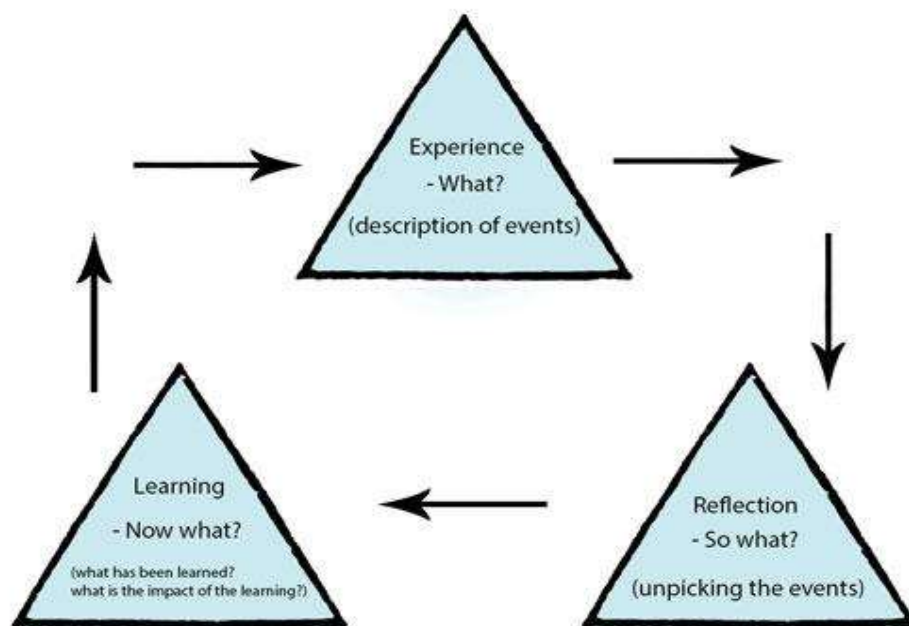 Experience
- What?
(description of events)
Learning
- Now what?
(what has been learned?
what is the impact of the learning?)
Reflection
- So what?
(unpicking the events)